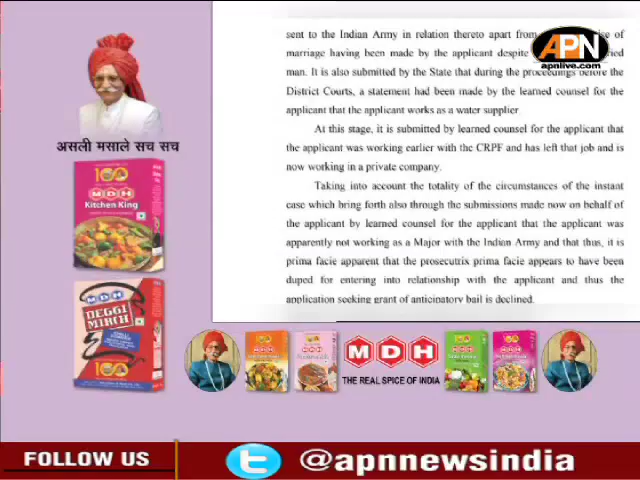 sent to the Indian Army in relation thereto apart from of
marriage having been made by the applicant despite
man. It is also submitted by the State that during the proceedings before the
District Courts, a statement had been made by the learned counsel for the
applicant that the applicant works as a water supplier.
At this stage, it is submitted by learned counsel for the applicant that
the applicant was working earlier with the CRPF and has left that job and is
now working in a private company.
Taking into account the totality of the circumstances of the instant
case which bring forth also through the submissions made now on behalf of
the applicant by learned counsel for the applicant that the applicant was
apparently not working as a Major with the Indian Army and that thus, it is
prima facie apparent that the prosecutrix prima facie appears to have been
duped for entering into relationship with the applicant and thus the
application seeking grant of anticipatory bail is declined.
APN
apnlive.com
असली मसाले सच सच
100
MDH
Kitchen King
MDH
DEGGI
MIRCH
100
MDH
THE REAL SPICE OF INDIA
FOLLOW US
@apnnewsindia